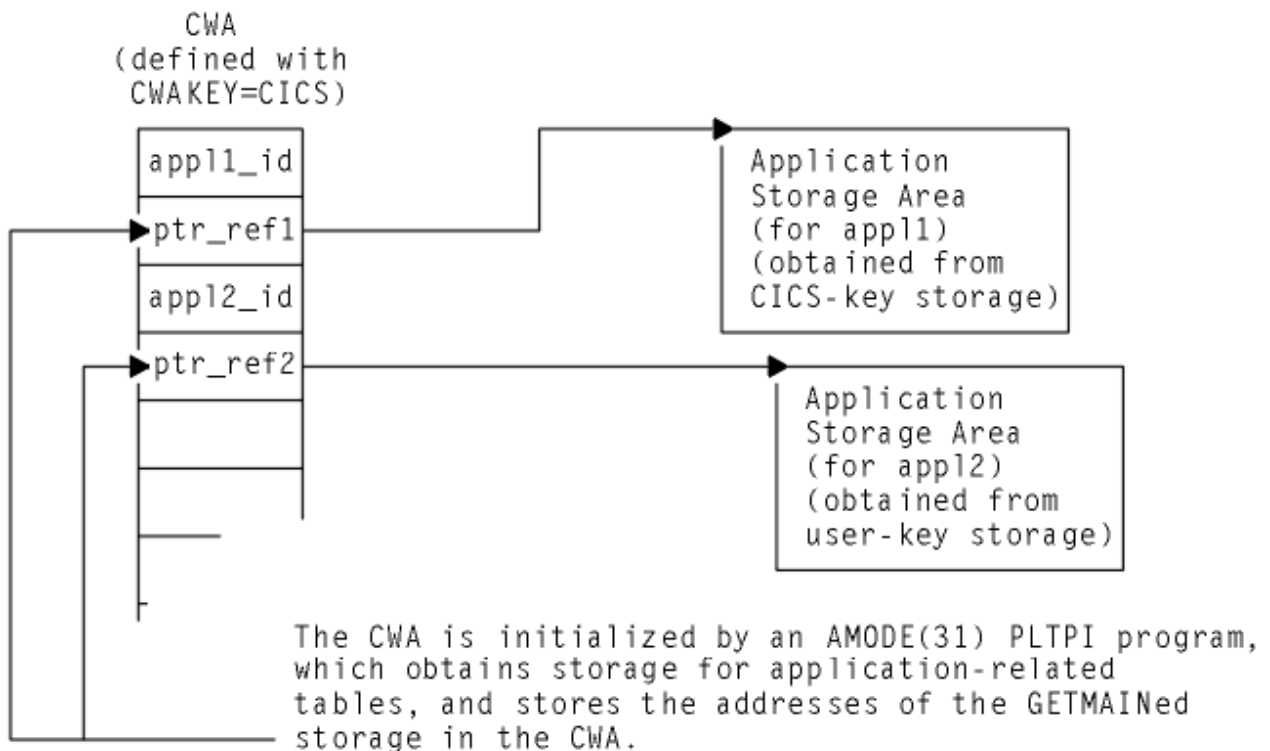 CWA
(defined with
CWAKEY=CICS)
appl1_id
ptr_ref1
appl2_id
ptr_ref2
Application
Storage Area
(for appl1)
(obtained from
CICS-key storage)
Application
Storage Area
(for appl2)
(obtained from
user-key storage)
The CWA is initialized by an AMODE(31) PLTPI program,
which obtains storage for application-related
tables, and stores the addresses of the GETMAINed
storage in the CWA.